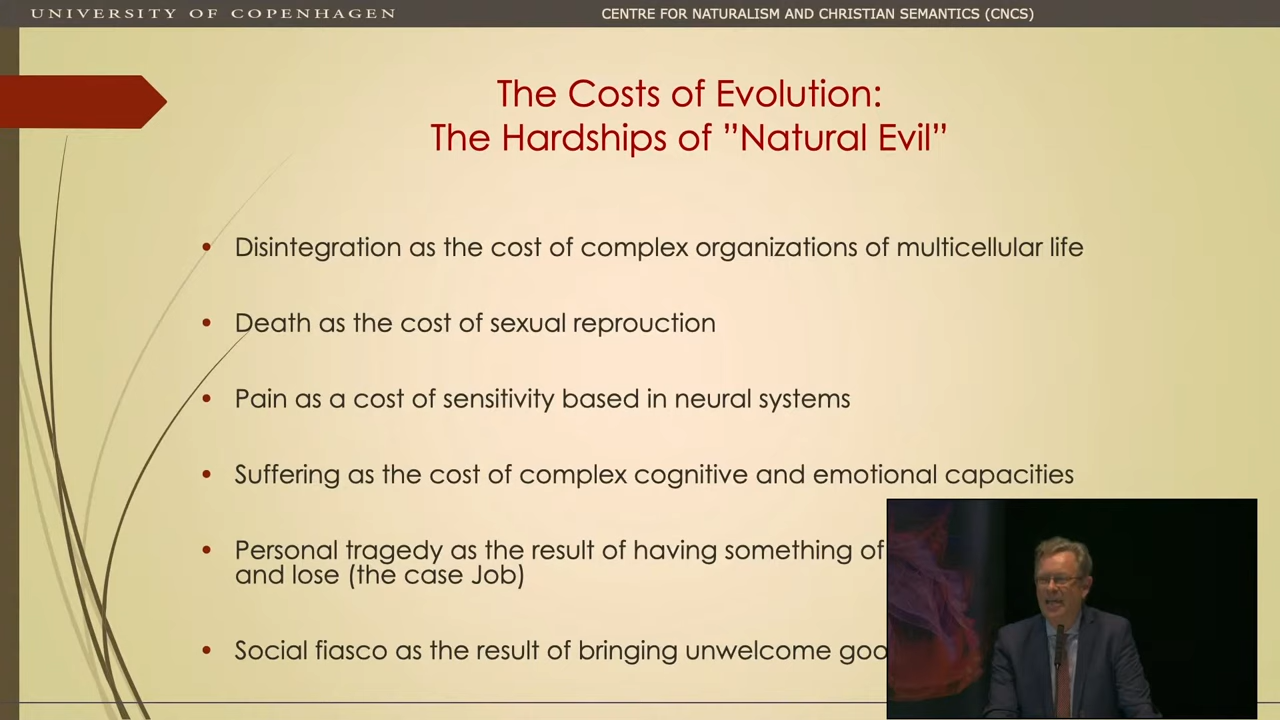 UNIVERSITY OF COPENHAGEN
CENTRE FOR NATURALISM AND CHRISTIAN SEMANTICS (CNCS)
The Costs of Evolution:
The Hardships of ”Natural Evil”
• Disintegration as the cost of complex organizations of multicellular life
• Death as the cost of sexual reprouction
• Pain as a cost of sensitivity based in neural systems
• Suffering as the cost of complex cognitive and emotional capacities
• Personal tragedy as the result of having something of
and lose (the case Job)
• Social fiasco as the result of bringing unwelcome